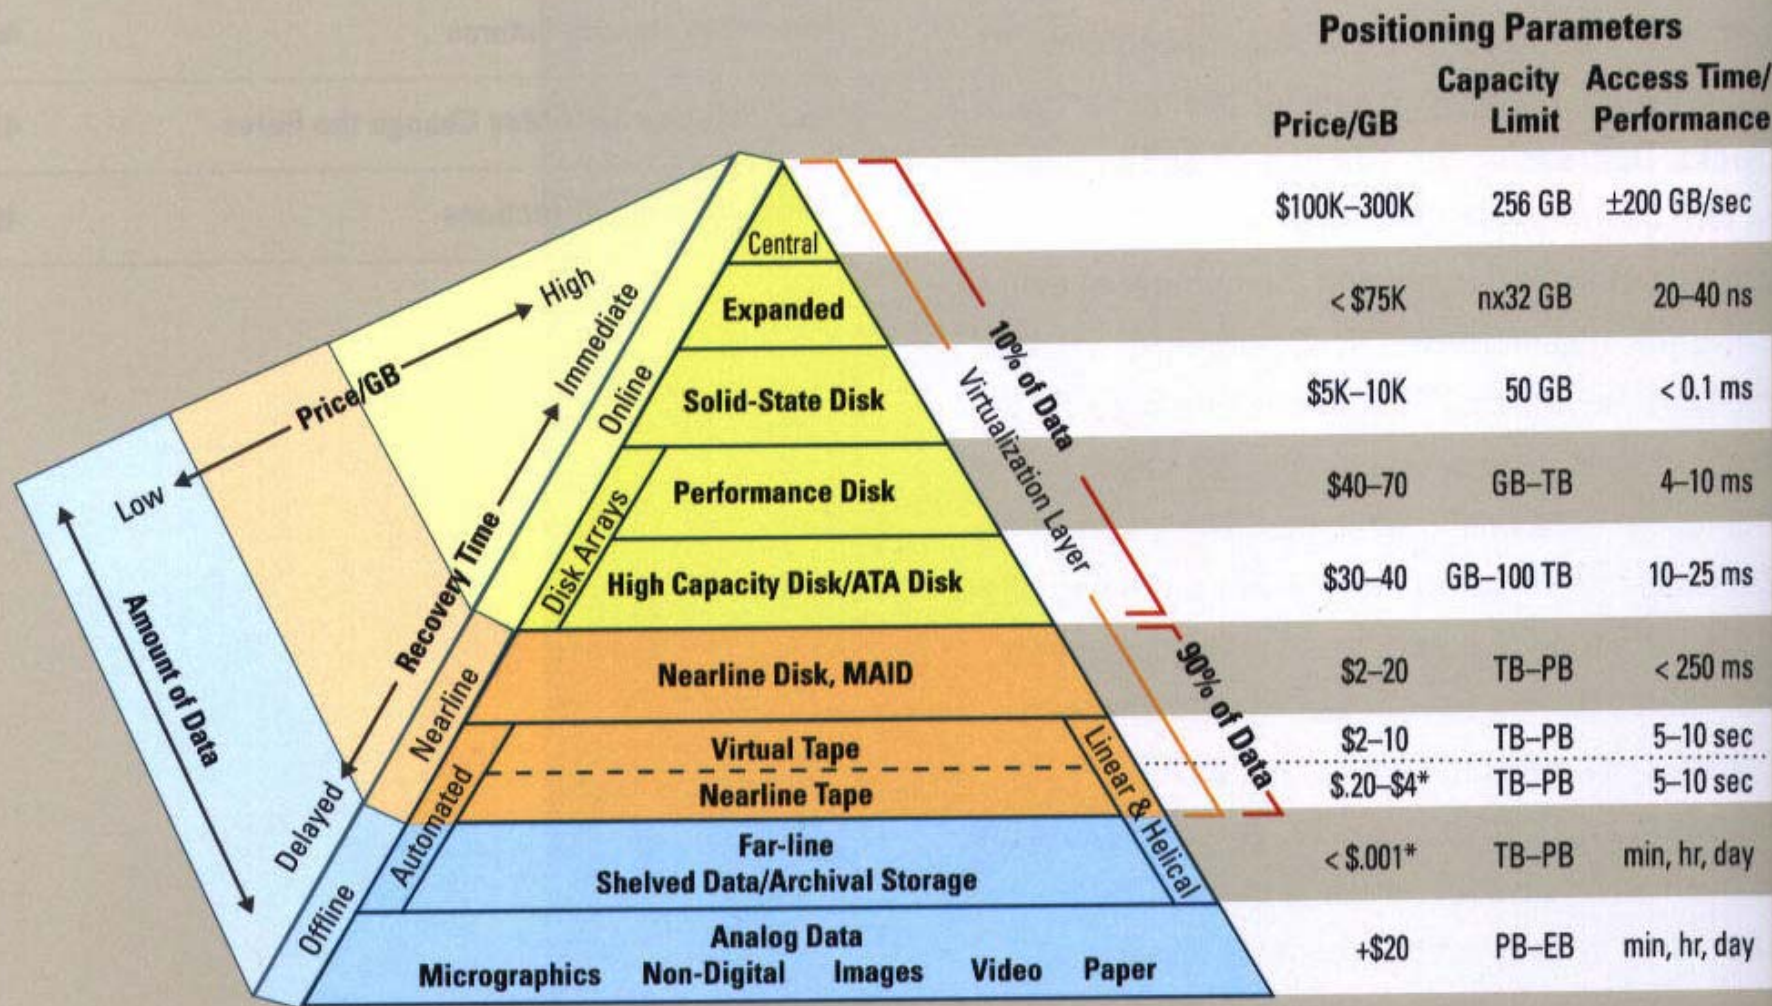 Positioning Parameters
Price/GB Capacity Limit Access Time/Performance
Central $100K–300K 256 GB ±200 GB/sec
Expanded < $75K nx32 GB 20–40 ns
Solid-State Disk $5K–10K 50 GB < 0.1 ms
Performance Disk $40–70 GB–TB 4–10 ms
High Capacity Disk/ATA Disk $30–40 GB–100 TB 10–25 ms
Nearline Disk, MAID $2–20 TB–PB < 250 ms
Virtual Tape $2–10 TB–PB 5–10 sec
Nearline Tape $.20–$4* TB–PB 5–10 sec
Far-line
Shelved Data/Archival Storage < $.001* TB–PB min, hr, day
Analog Data
Micrographics Non-Digital Images Video Paper +$20 PB–EB min, hr, day
High
Price/GB
Low
Amount of Data
Immediate
Recovery Time
Delayed
Online
Nearline
Offline
Disk Arrays
Automated
Linear & Helical
10% of Data
Virtualization Layer
90% of Data